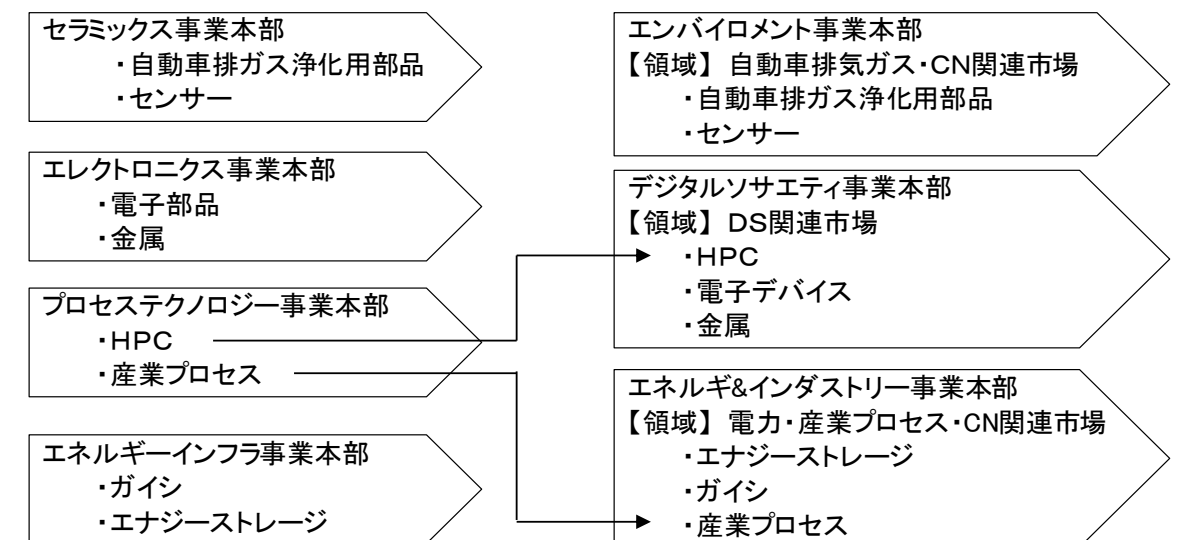 セラミックス事業本部
・自動車排ガス浄化用部品
・センサー
エレクトロニクス事業本部
・電子部品
・金属
プロセステクノロジー事業本部
・HPC
・産業プロセス
エネルギーインフラ事業本部
・ガイシ
・エナジーストレージ
エンバイロメント事業本部
【領域】 自動車排気ガス・CN関連市場
・自動車排ガス浄化用部品
・センサー
デジタルソサエティ事業本部
【領域】 DS関連市場
・HPC
・電子デバイス
・金属
エネルギ&インダストリー事業本部
【領域】 電力・産業プロセス・CN関連市場
・エナジーストレージ
・ガイシ
・産業プロセス